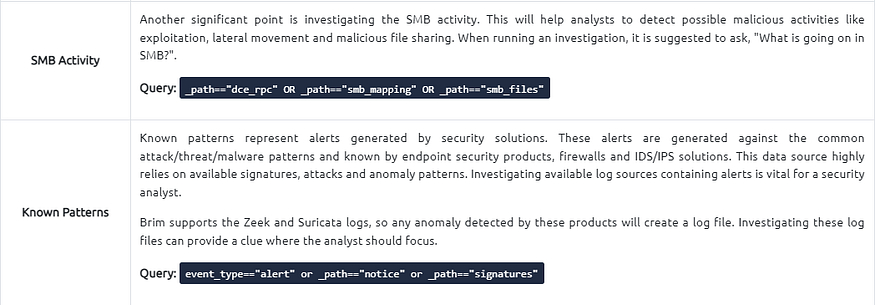 Another significant point is investigating the SMB activity. This will help analysts to detect possible malicious activities like
exploitation, lateral movement and malicious file sharing. When running an investigation, it is suggested to ask, "What is going on in
SMB?".
SMB Activity
Query: _path=="dce_rpc" OR _path=="smb_mapping" OR _path=="smb_files"
Known patterns represent alerts generated by security solutions. These alerts are generated against the common
attack/threat/malware patterns and known by endpoint security products, firewalls and IDS/IPS solutions. This data source highly
relies on available signatures, attacks and anomaly patterns. Investigating available log sources containing alerts is vital for a security
analyst.
Known Patterns
Brim supports the Zeek and Suricata logs, so any anomaly detected by these products will create a log file. Investigating these log
files can provide a clue where the analyst should focus.
Query: event_type=="alert" or _path=="notice" or _path=="signatures"